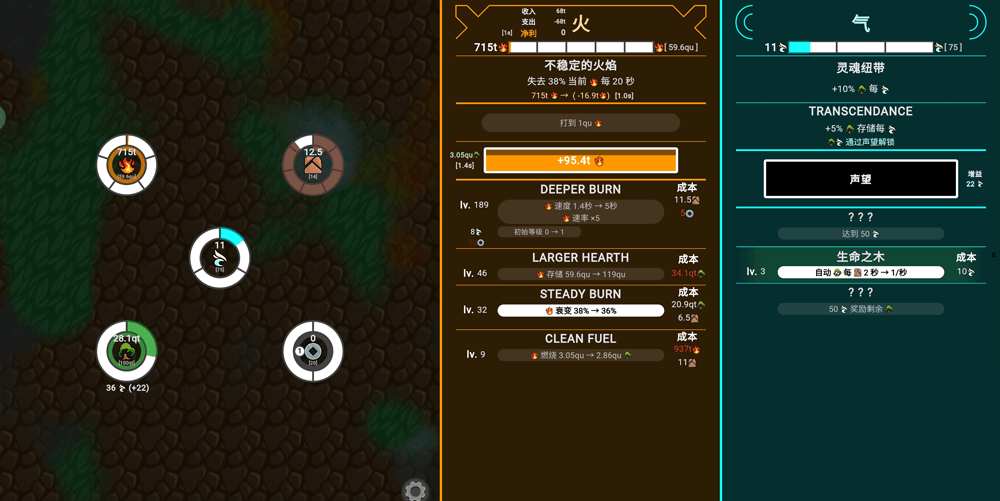 715t
[59.6qu]
12.5
[14]
11
[75]
28.1qt
[100qt]
36 (+22)
0
1
[20]
收入 68t
支出 -68t
[1s] 净利 0
火
715t [59.6qu]
不稳定的火焰
失去 38% 当前 每 20 秒
715t → (-16.9t) [1.0s]
打到 1qu
3.05qu
[1.4s]
+95.4t
DEEPER BURN 成本
lv. 189
速度 1.4秒 → 5秒
速率 ×5
11.5
5
8
初始等级 0 → 1
LARGER HEARTH 成本
lv. 46
存储 59.6qu → 119qu
34.1qt
STEADY BURN 成本
lv. 32
衰变 38% → 36%
20.9qt
6.5
CLEAN FUEL 成本
lv. 9
燃烧 3.05qu → 2.86qu
937t
11
气
11 [75]
灵魂纽带
+10% 每
TRANSCENDANCE
+5% 存储每
通过声望解锁
声望
增益
22
? ? ?
达到 50
生命之木 成本
lv. 3
自动 每 2 秒 → 1/秒
10
? ? ?
50 奖励剩余